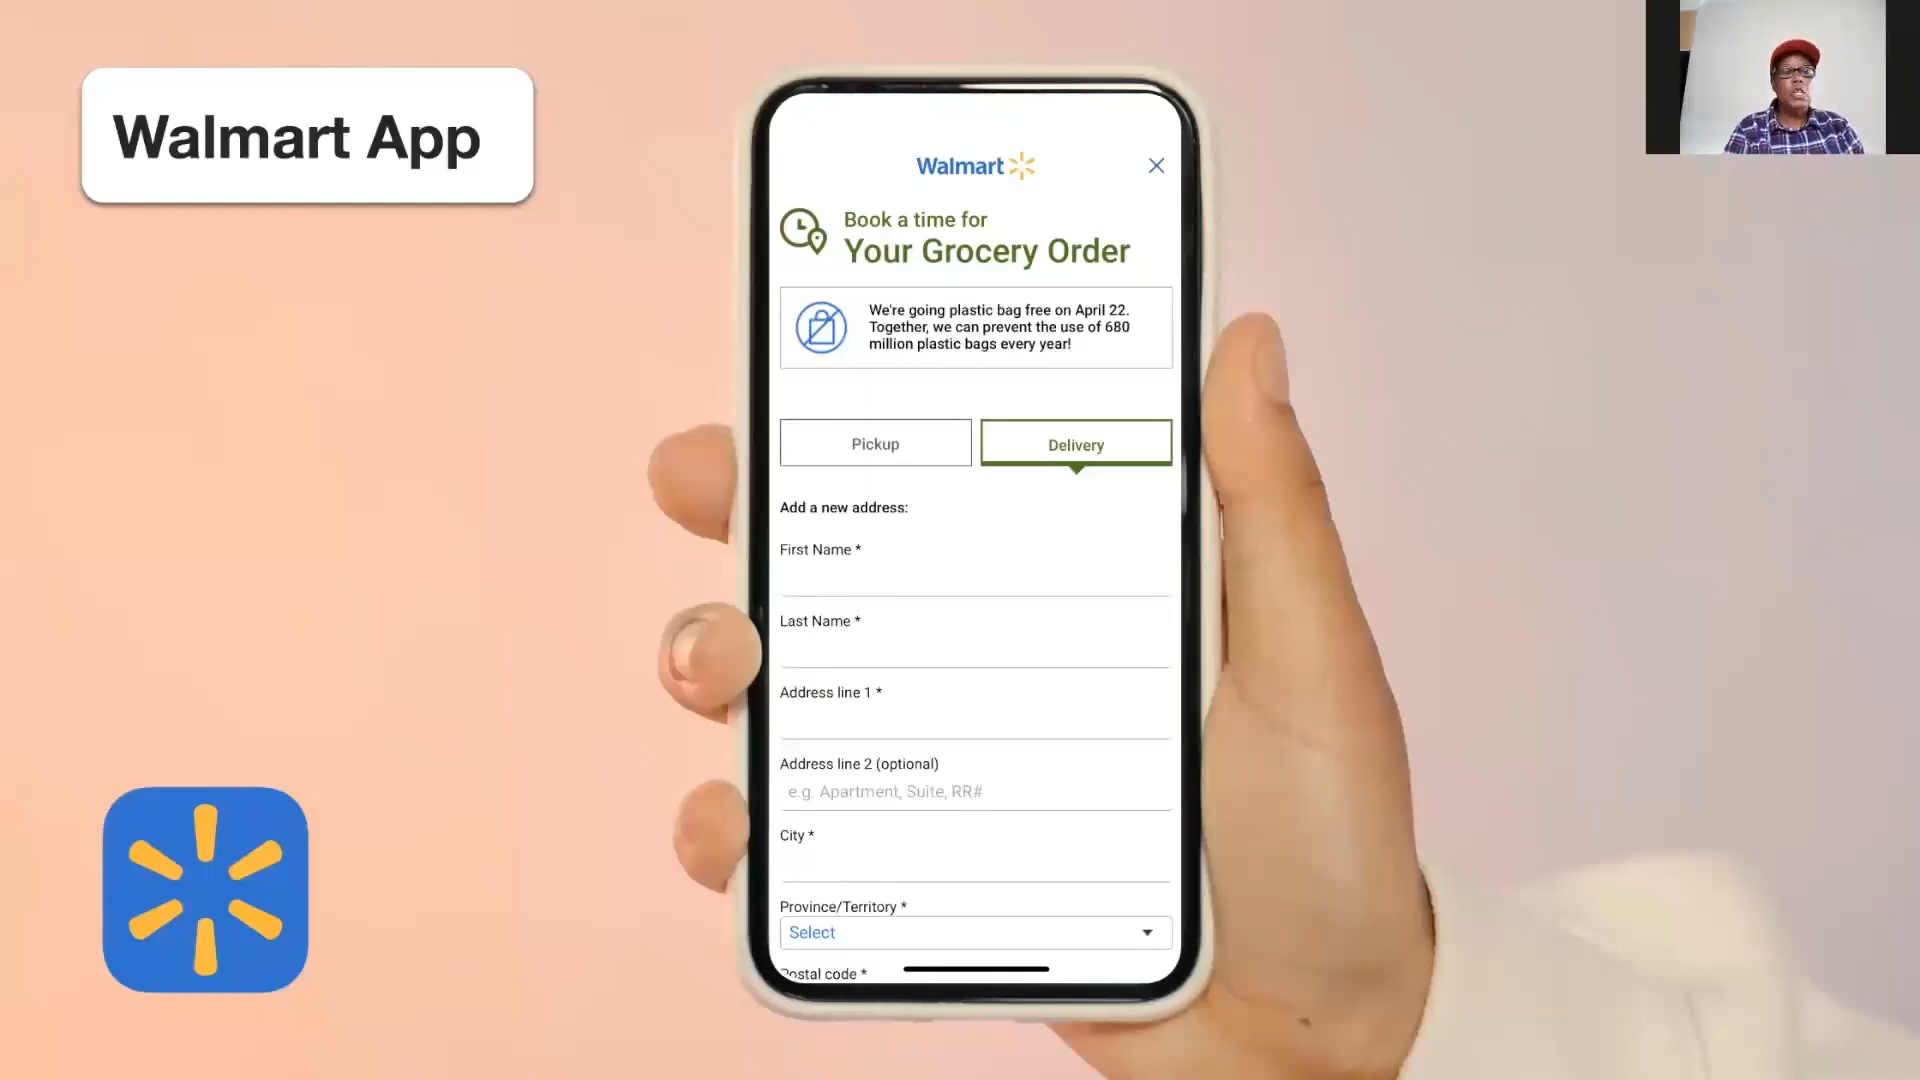 Walmart App
Walmart
Book a time for
Your Grocery Order
We're going plastic bag free on April 22.
Together, we can prevent the use of 680
million plastic bags every year!
Pickup
Delivery
Add a new address:
First Name *
Last Name *
Address line 1 *
Address line 2 (optional)
e.g. Apartment, Suite, RR#
City *
Province/Territory *
Select
Postal code *